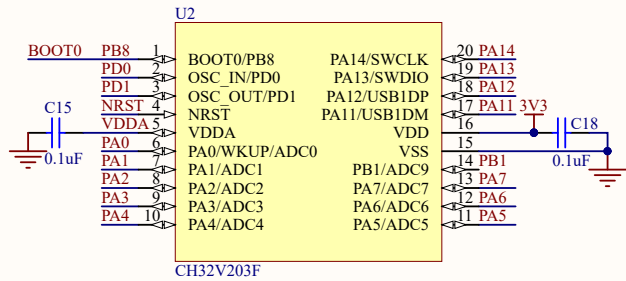 U2
BOOT0 PB8 1 BOOT0/PB8 PA14/SWCLK 20 PA14
PD0 2 OSC_IN/PD0 PA13/SWDIO 19 PA13
PD1 3 OSC_OUT/PD1 PA12/USB1DP 18 PA12
C15 NRST 4 NRST PA11/USB1DM 17 PA11 3V3
VDDA 5 VDDA VDD 16 C18
0.1uF PA0 6 PA0/WKUP/ADC0 VSS 15 0.1uF
PA1 7 PA1/ADC1 PB1/ADC9 14 PB1
PA2 8 PA2/ADC2 PA7/ADC7 13 PA7
PA3 9 PA3/ADC3 PA6/ADC6 12 PA6
PA4 10 PA4/ADC4 PA5/ADC5 11 PA5
CH32V203F